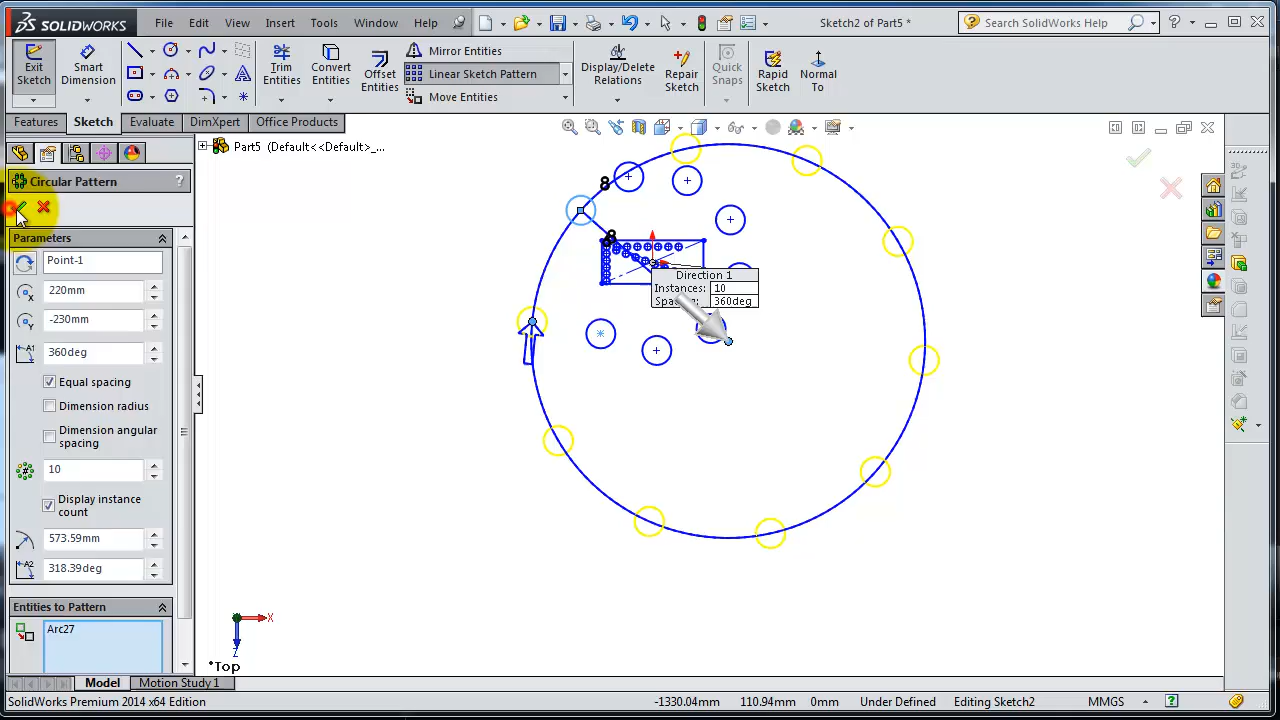 SOLIDWORKS File Edit View Insert Tools Window Help Sketch2 of Part5 * Search SolidWorks Help
Exit Sketch
Smart Dimension
Trim Entities
Convert Entities
Offset Entities
Mirror Entities
Linear Sketch Pattern
Move Entities
Display/Delete Relations
Repair Sketch
Quick Snaps
Rapid Sketch
Normal To
Features Sketch Evaluate DimXpert Office Products
Part5 (Default<<Default>_...
Circular Pattern ?
Parameters
Point-1
220mm
-230mm
360deg
Equal spacing
Dimension radius
Dimension angular
spacing
10
Display instance
count
573.59mm
318.39deg
Entities to Pattern
Arc27
8
8
Direction 1
Instances: 10
360deg
X
Z
*Top
Model Motion Study 1
SolidWorks Premium 2014 x64 Edition -1330.04mm 110.94mm 0mm Under Defined Editing Sketch2 MMGS